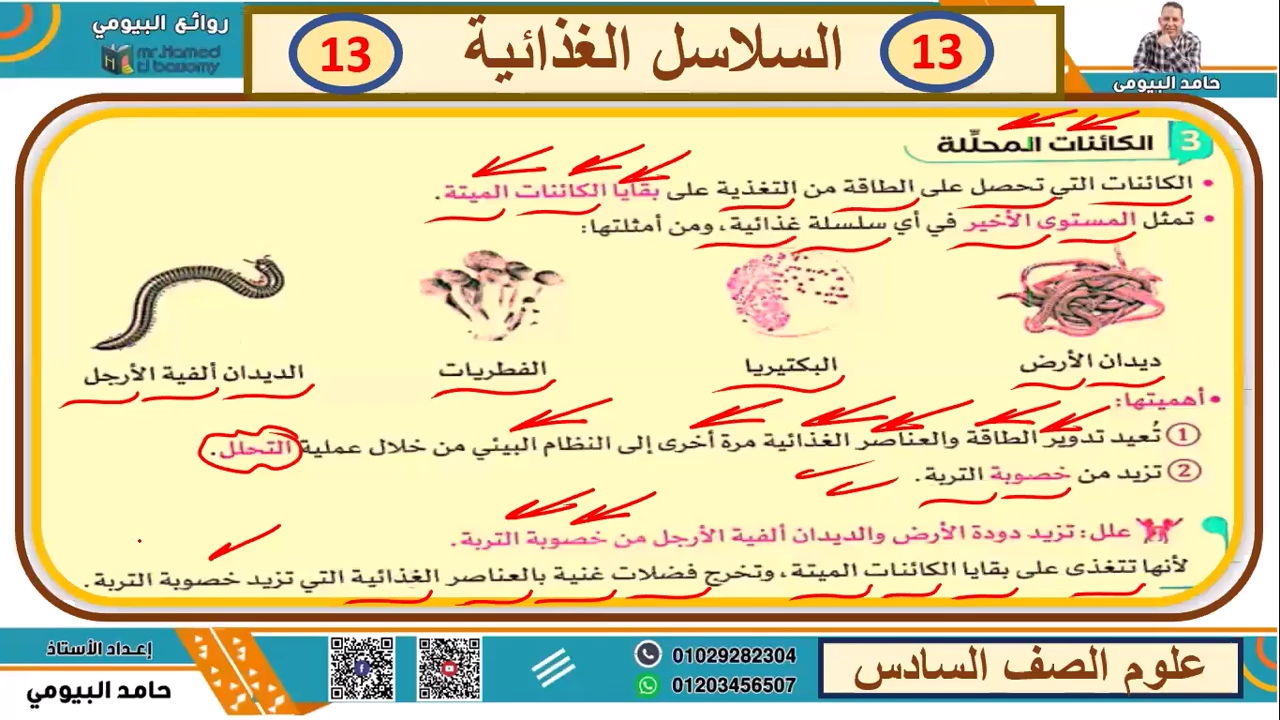 روائع البيومي
mr.Hamed
El bauomy
13
السلاسل الغذائية
13
حامد البيومى
3 الكائنات المحلِّلة
• الكائنات التي تحصل على الطاقة من التغذية على بقايا الكائنات الميتة.
• تمثل المستوى الأخير في أي سلسلة غذائية، ومن أمثلتها:
ديدان الأرض
البكتيريا
الفطريات
الديدان ألفية الأرجل
• أهميتها:
1 تُعيد تدوير الطاقة والعناصر الغذائية مرة أخرى إلى النظام البيئي من خلال عملية التحلل.
2 تزيد من خصوبة التربة.
علل: تزيد دودة الأرض والديدان ألفية الأرجل من خصوبة التربة.
لأنها تتغذى على بقايا الكائنات الميتة، وتخرج فضلات غنية بالعناصر الغذائية التي تزيد خصوبة التربة.
علوم الصف السادس
01029282304
01203456507
إعداد الأستاذ
حامد البيومي